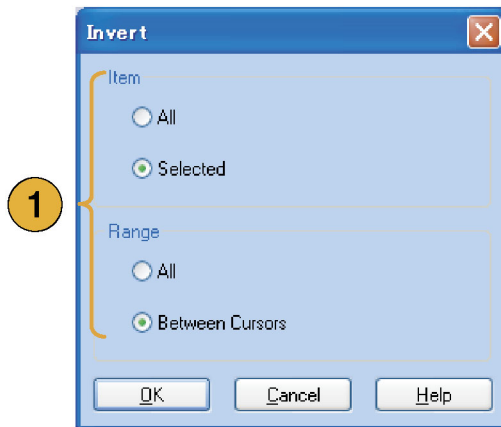 Invert
Item
All
Selected
1
Range
All
Between Cursors
OK Cancel Help